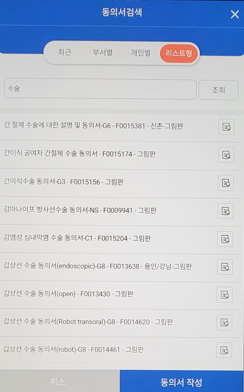 동의서검색
최근 부서별 개인별 리스트형
수술 조회
간 절제 수술에 대한 설명 및 동의서-G6 - F0015381 - 신촌-그림판
간이식 공여자 간절제 수술 동의서 - F0015174 - 그림판
간이식수술 동의서-G3 - F0015156 - 그림판
감마나이프 방사선수술 동의서-NS - F0009941 - 그림판
감염성 심내막염 수술 동의서-C1 - F0015204 - 그림판
갑상선 수술 동의서(endoscopic)-G8 - F0013638 - 용인/강남-그림판
갑상선 수술 동의서(open) - F0013430 - 그림판
갑상선 수술 동의서(Robot transoral)-G8 - F0014620 - 그림판
갑상선 수술 동의서(robot)-G8 - F0014461 - 그림판
취소 동의서 작성